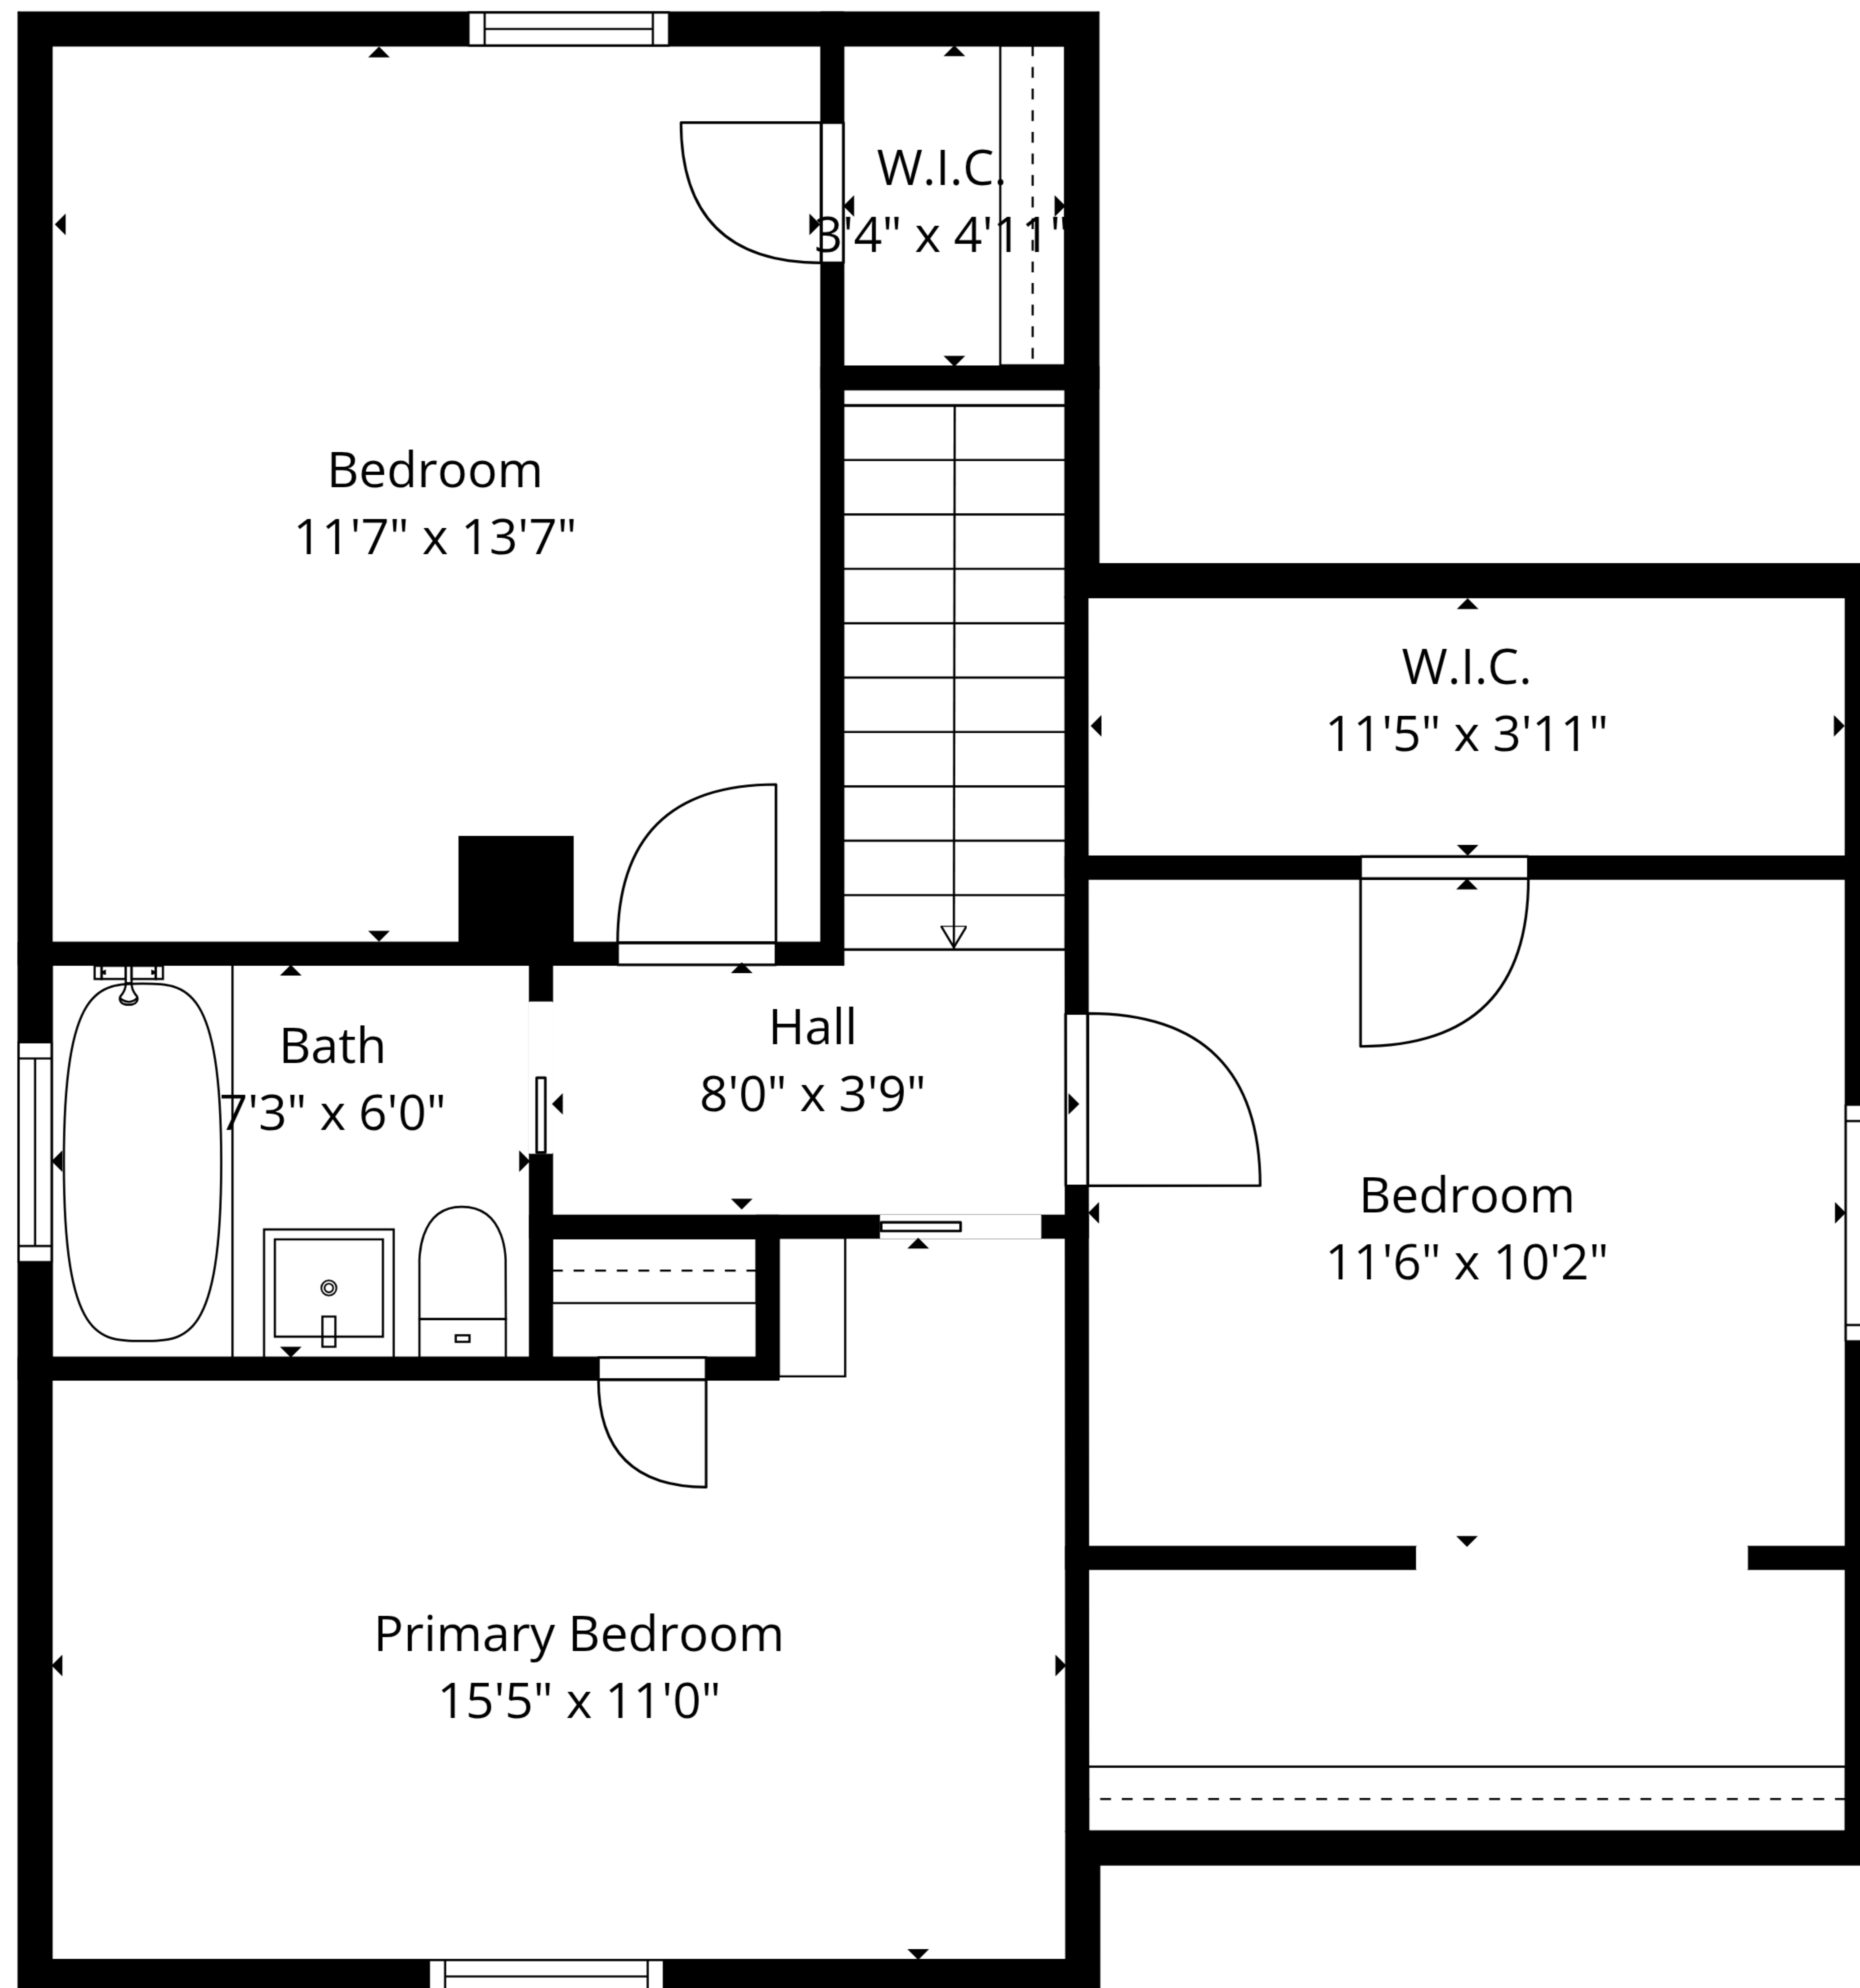 W.I.C.
3'4" x 4'11"
Bedroom
11'7" x 13'7"
W.I.C.
11'5" x 3'11"
Hall
8'0" x 3'9"
Bath
7'3" x 6'0"
Bedroom
11'6" x 10'2"
Primary Bedroom
15'5" x 11'0"